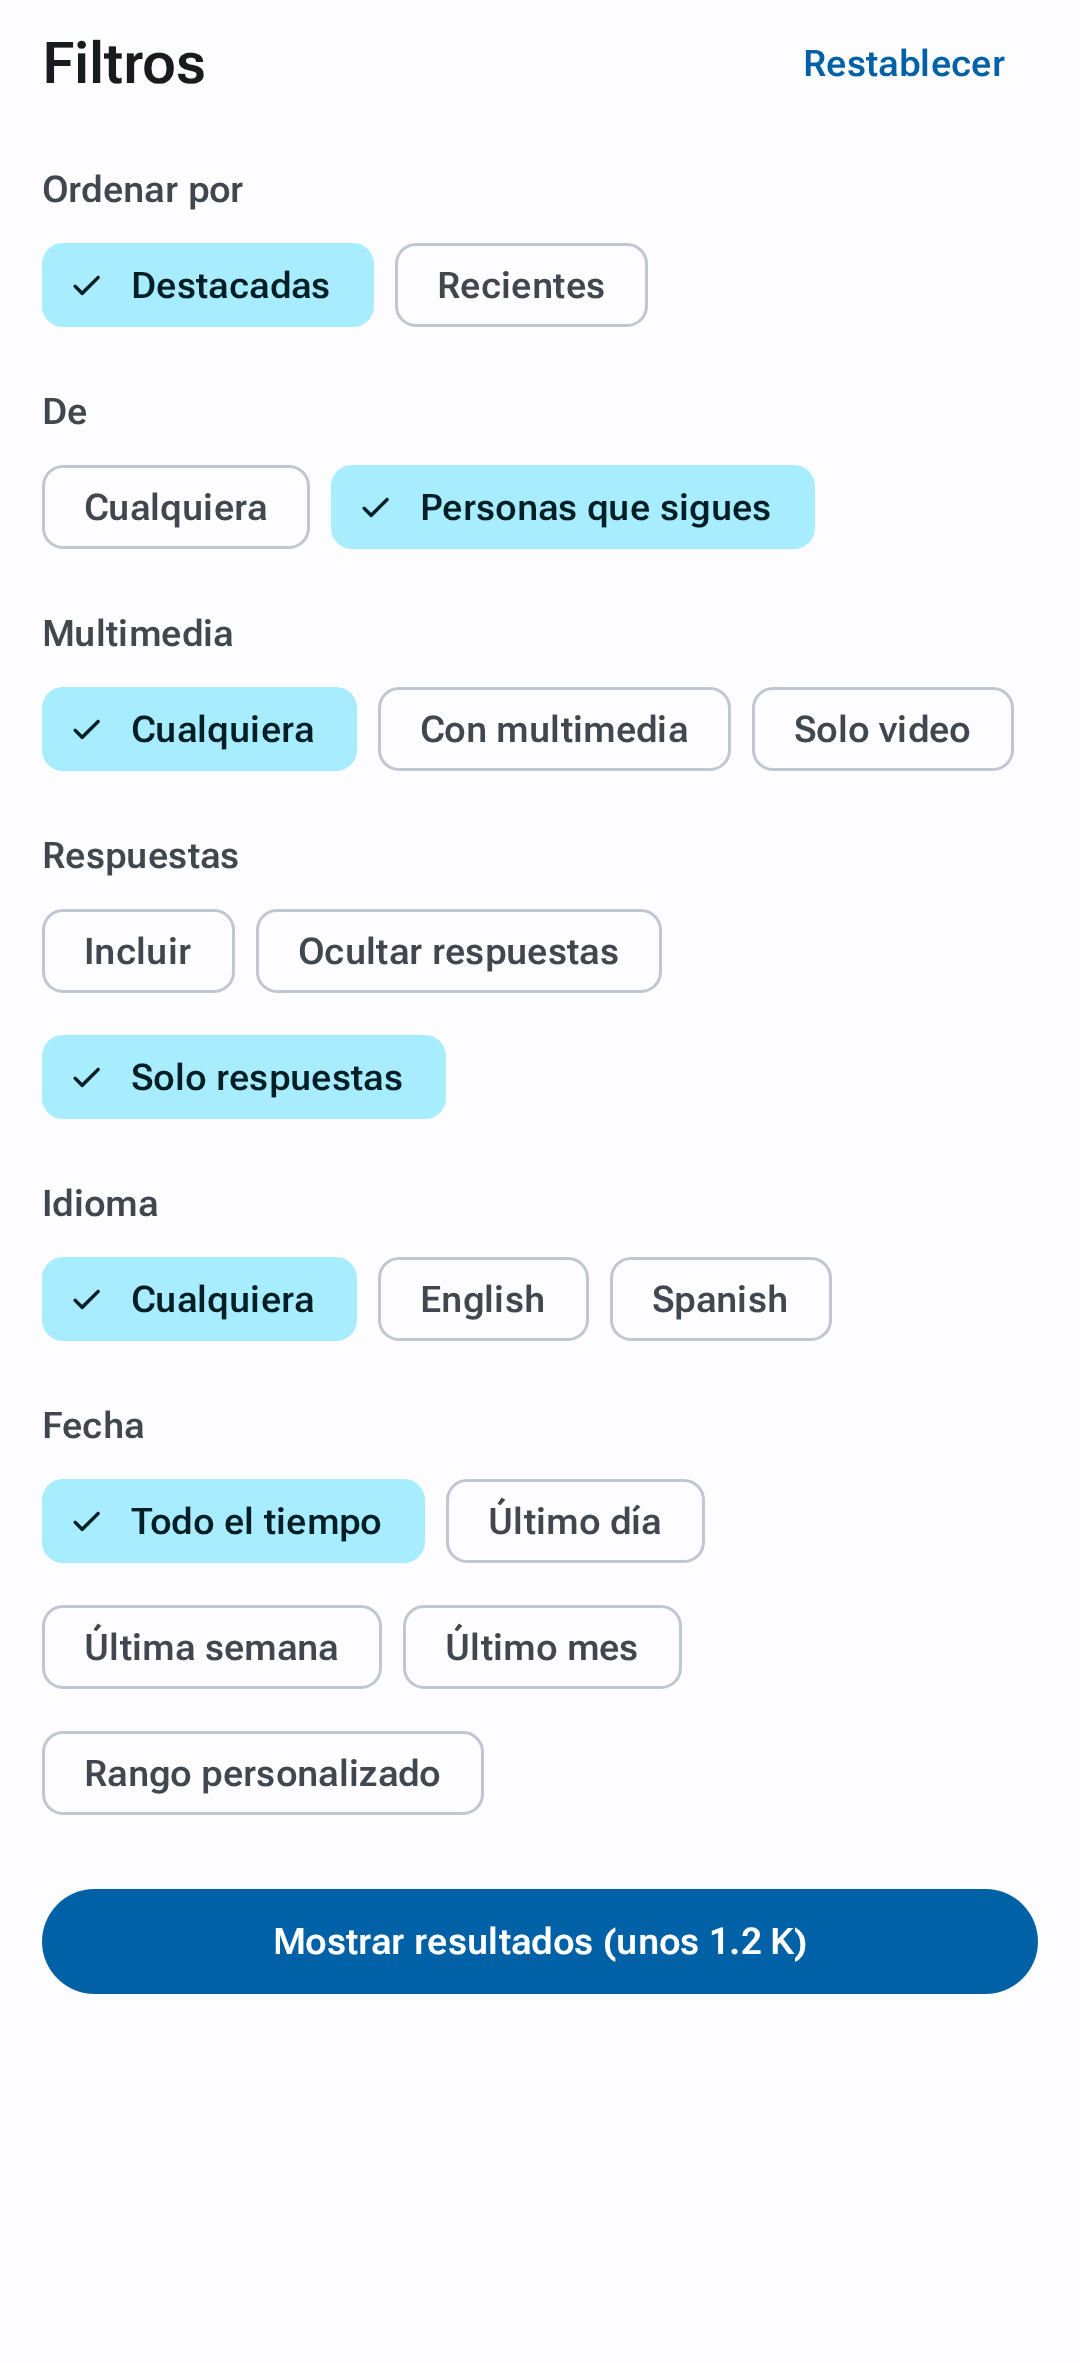 Filtros
Restablecer
Ordenar por
Destacadas
Recientes
De
Cualquiera
Personas que sigues
Multimedia
Cualquiera
Con multimedia
Solo video
Respuestas
Incluir
Ocultar respuestas
Solo respuestas
Idioma
Cualquiera
English
Spanish
Fecha
Todo el tiempo
Último día
Última semana
Último mes
Rango personalizado
Mostrar resultados (unos 1.2 K)